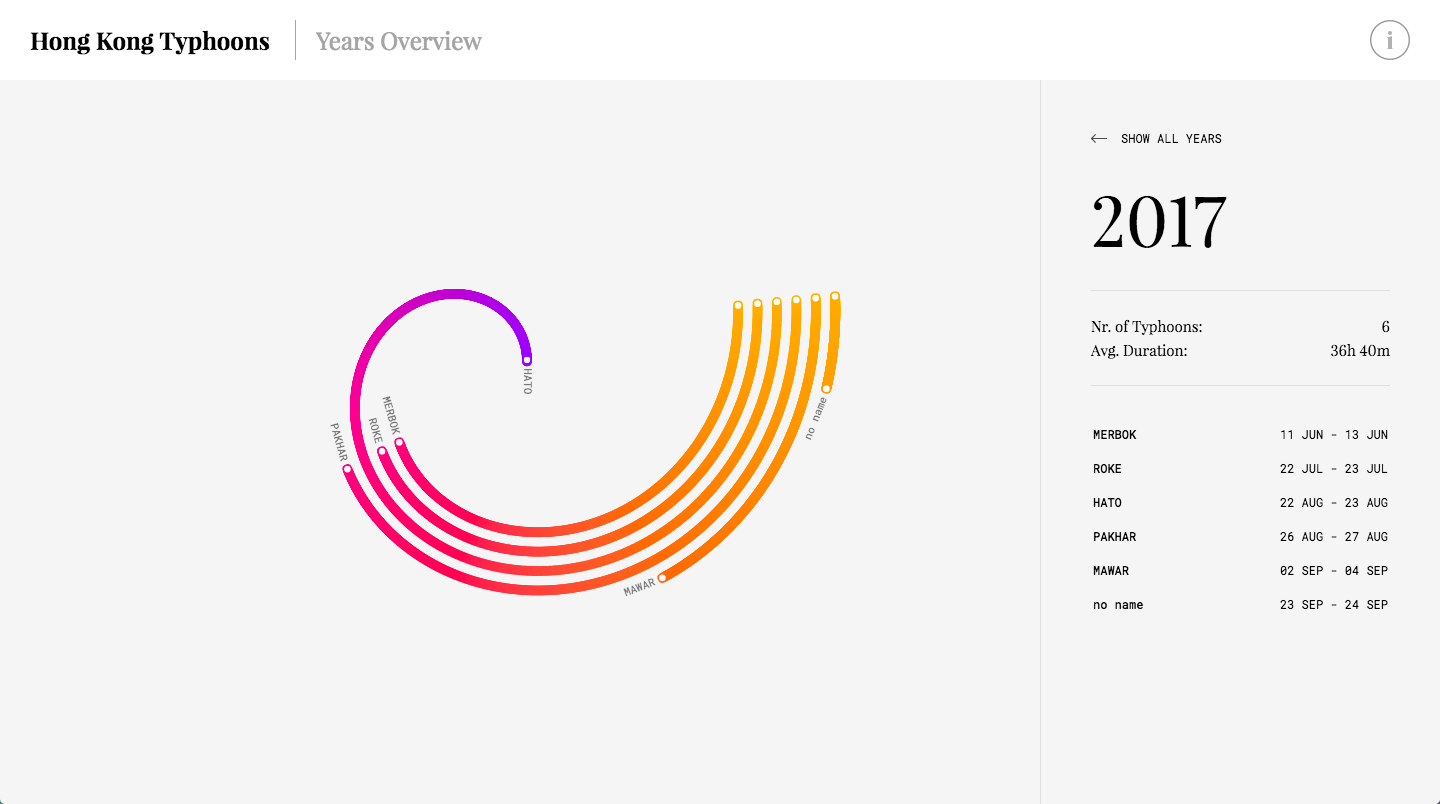 Hong Kong Typhoons
Years Overview
i
SHOW ALL YEARS
2017
Nr. of Typhoons: 6
Avg. Duration: 36h 40m
MERBOK 11 JUN - 13 JUN
ROKE 22 JUL - 23 JUL
HATO 22 AUG - 23 AUG
PAKHAR 26 AUG - 27 AUG
MAWAR 02 SEP - 04 SEP
no name 23 SEP - 24 SEP
HATO
MERBOK
ROKE
PAKHAR
no name
MAWAR